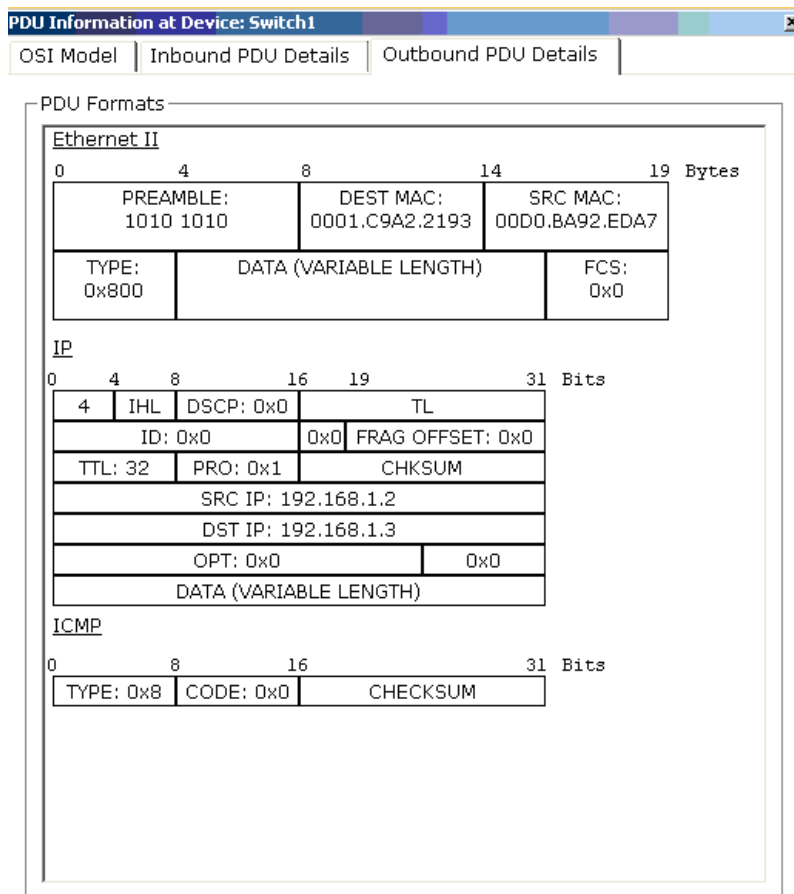 PDU Information at Device: Switch1
OSI Model Inbound PDU Details Outbound PDU Details
PDU Formats
Ethernet II
0 4 8 14 19 Bytes
PREAMBLE: DEST MAC: SRC MAC:
1010 1010 0001.C9A2.2193 00D0.BA92.EDA7
TYPE: DATA (VARIABLE LENGTH) FCS:
0x800 0x0
IP
0 4 8 16 19 31 Bits
4 IHL DSCP: 0x0 TL
ID: 0x0 0x0 FRAG OFFSET: 0x0
TTL: 32 PRO: 0x1 CHKSUM
SRC IP: 192.168.1.2
DST IP: 192.168.1.3
OPT: 0x0 0x0
DATA (VARIABLE LENGTH)
ICMP
0 8 16 31 Bits
TYPE: 0x8 CODE: 0x0 CHECKSUM